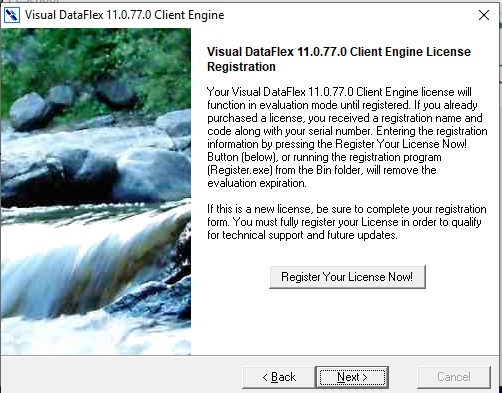 Visual DataFlex 11.0.77.0 Client Engine
Visual DataFlex 11.0.77.0 Client Engine License
Registration
Your Visual DataFlex 11.0.77.0 Client Engine license will
function in evaluation mode until registered. If you already
purchased a license, you received a registration name and
code along with your serial number. Entering the registration
information by pressing the Register Your License Now!
Button (below), or running the registration program
(Register.exe) from the Bin folder, will remove the
evaluation expiration.
If this is a new license, be sure to complete your registration
form. You must fully register your License in order to qualify
for technical support and future updates.
Register Your License Now!
< Back
Next >
Cancel